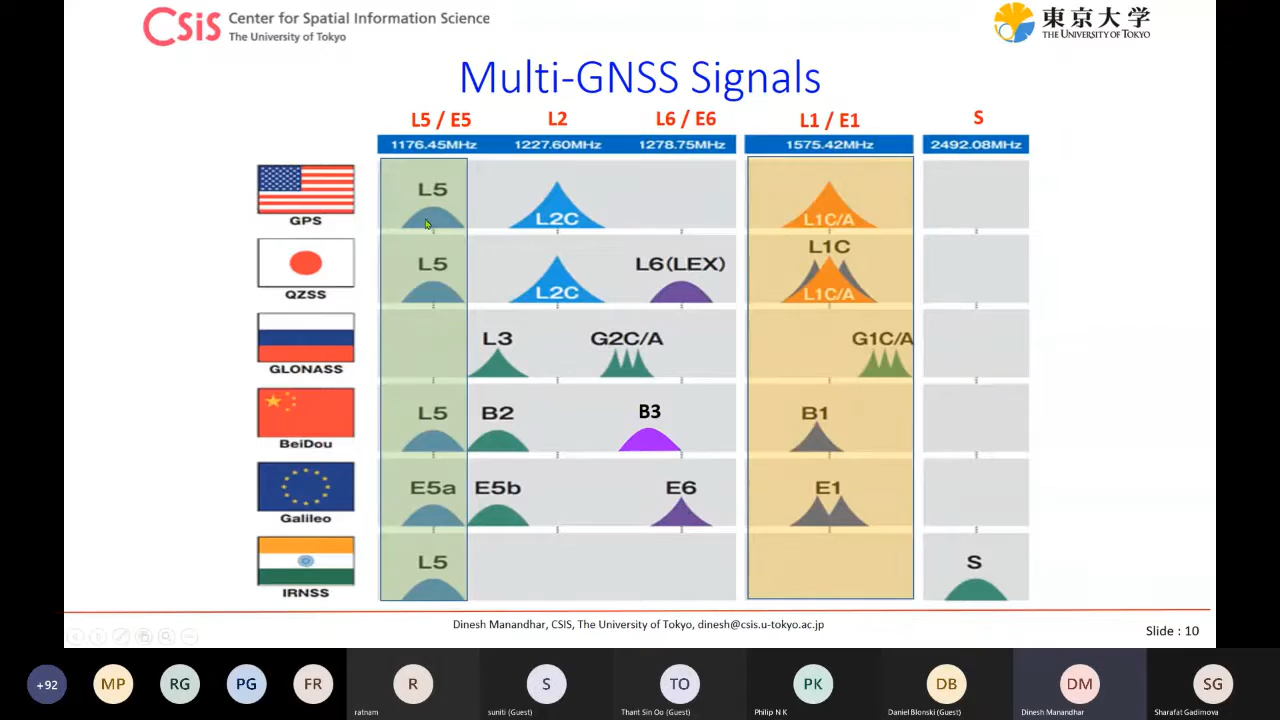 CSiS Center for Spatial Information Science
The University of Tokyo
東京大学
THE UNIVERSITY OF TOKYO
Multi-GNSS Signals
L5 / E5 L2 L6 / E6 L1 / E1 S
1176.45MHz 1227.60MHz 1278.75MHz 1575.42MHz 2492.08MHz
GPS L5 L2C L1C/A
QZSS L5 L2C L6(LEX) L1C L1C/A
GLONASS L3 G2C/A G1C/A
BeiDou L5 B2 B3 B1
Galileo E5a E5b E6 E1
IRNSS L5 S
Dinesh Manandhar, CSIS, The University of Tokyo, dinesh@csis.u-tokyo.ac.jp
Slide : 10
+92 MP RG PG FR R S TO PK DB DM SG
ratnam suniti (Guest) Thant Sin Oo (Guest) Philip N K Daniel Blonski (Guest) Dinesh Manandhar Sharafat Gadimova